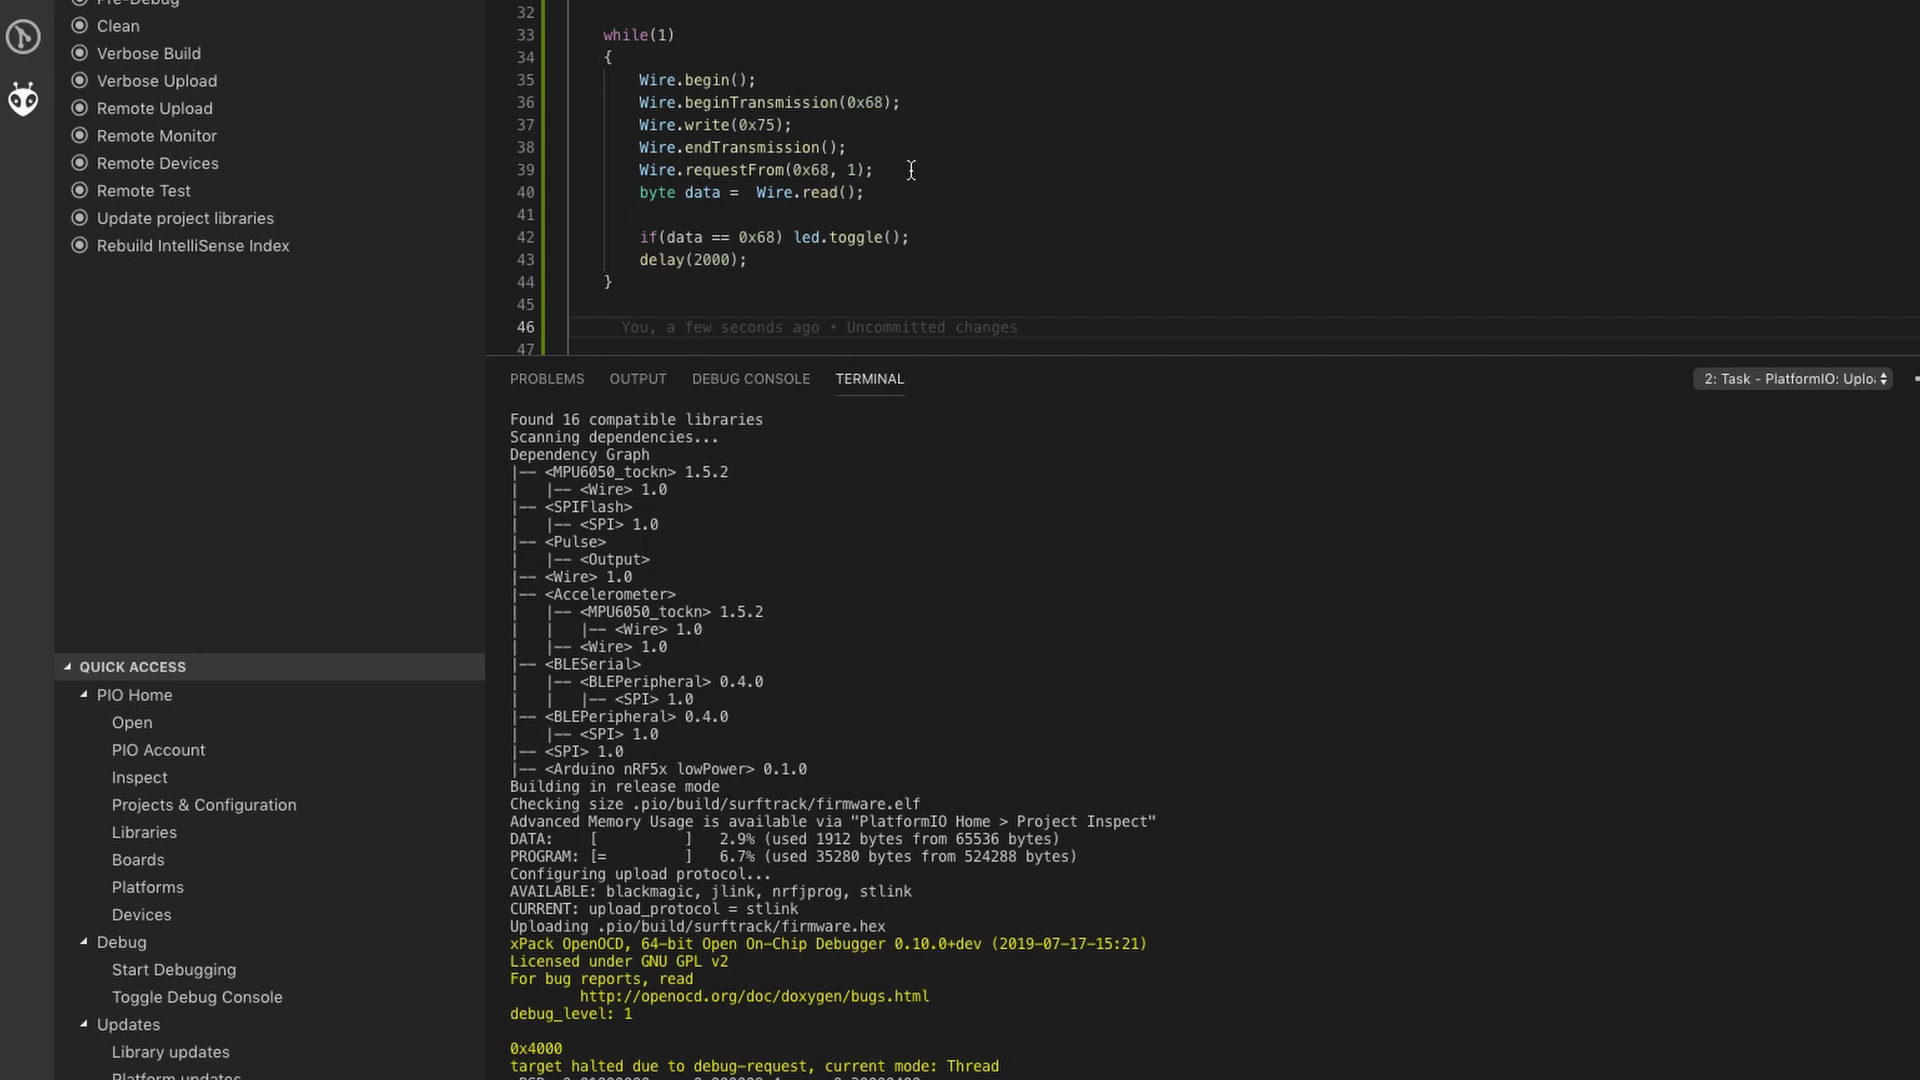 Pre-Debug
Clean
Verbose Build
Verbose Upload
Remote Upload
Remote Monitor
Remote Devices
Remote Test
Update project libraries
Rebuild IntelliSense Index
QUICK ACCESS
PIO Home
Open
PIO Account
Inspect
Projects & Configuration
Libraries
Boards
Platforms
Devices
Debug
Start Debugging
Toggle Debug Console
Updates
Library updates
Platform updates
32
33 while(1)
34 {
35 Wire.begin();
36 Wire.beginTransmission(0x68);
37 Wire.write(0x75);
38 Wire.endTransmission();
39 Wire.requestFrom(0x68, 1);
40 byte data =  Wire.read();
41
42 if(data == 0x68) led.toggle();
43 delay(2000);
44 }
45
46 You, a few seconds ago • Uncommitted changes
47
PROBLEMS OUTPUT DEBUG CONSOLE TERMINAL 2: Task - PlatformIO: Uplo
Found 16 compatible libraries
Scanning dependencies...
Dependency Graph
|-- <MPU6050_tockn> 1.5.2
|   |-- <Wire> 1.0
|-- <SPIFlash>
|   |-- <SPI> 1.0
|-- <Pulse>
|   |-- <Output>
|-- <Wire> 1.0
|-- <Accelerometer>
|   |-- <MPU6050_tockn> 1.5.2
|   |   |-- <Wire> 1.0
|   |-- <Wire> 1.0
|-- <BLESerial>
|   |-- <BLEPeripheral> 0.4.0
|   |   |-- <SPI> 1.0
|-- <BLEPeripheral> 0.4.0
|   |-- <SPI> 1.0
|-- <SPI> 1.0
|-- <Arduino nRF5x lowPower> 0.1.0
Building in release mode
Checking size .pio/build/surftrack/firmware.elf
Advanced Memory Usage is available via "PlatformIO Home > Project Inspect"
DATA:    [          ]   2.9% (used 1912 bytes from 65536 bytes)
PROGRAM: [=         ]   6.7% (used 35280 bytes from 524288 bytes)
Configuring upload protocol...
AVAILABLE: blackmagic, jlink, nrfjprog, stlink
CURRENT: upload_protocol = stlink
Uploading .pio/build/surftrack/firmware.hex
xPack OpenOCD, 64-bit Open On-Chip Debugger 0.10.0+dev (2019-07-17-15:21)
Licensed under GNU GPL v2
For bug reports, read
http://openocd.org/doc/doxygen/bugs.html
debug_level: 1
0x4000
target halted due to debug-request, current mode: Thread